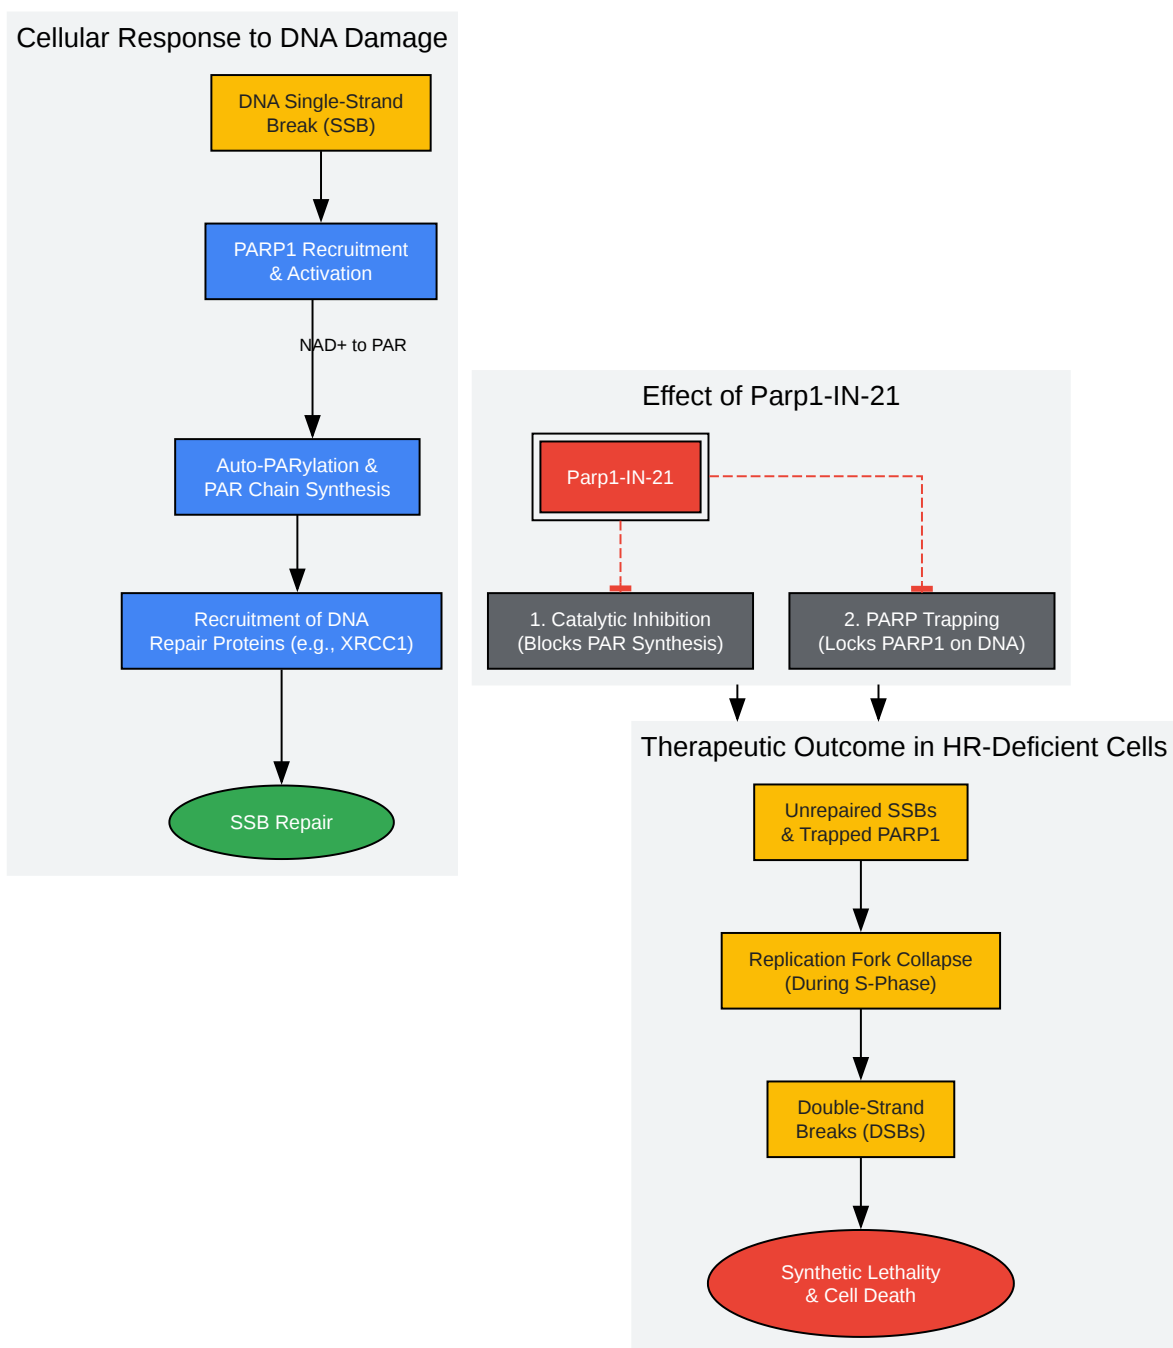 Cellular Response to DNA Damage
DNA Single-Strand
Break (SSB)
PARP1 Recruitment
& Activation
NAD+ to PAR
Auto-PARylation &
PAR Chain Synthesis
Recruitment of DNA
Repair Proteins (e.g., XRCC1)
SSB Repair
Effect of Parp1-IN-21
Parp1-IN-21
1. Catalytic Inhibition
(Blocks PAR Synthesis)
2. PARP Trapping
(Locks PARP1 on DNA)
Therapeutic Outcome in HR-Deficient Cells
Unrepaired SSBs
& Trapped PARP1
Replication Fork Collapse
(During S-Phase)
Double-Strand
Breaks (DSBs)
Synthetic Lethality
& Cell Death